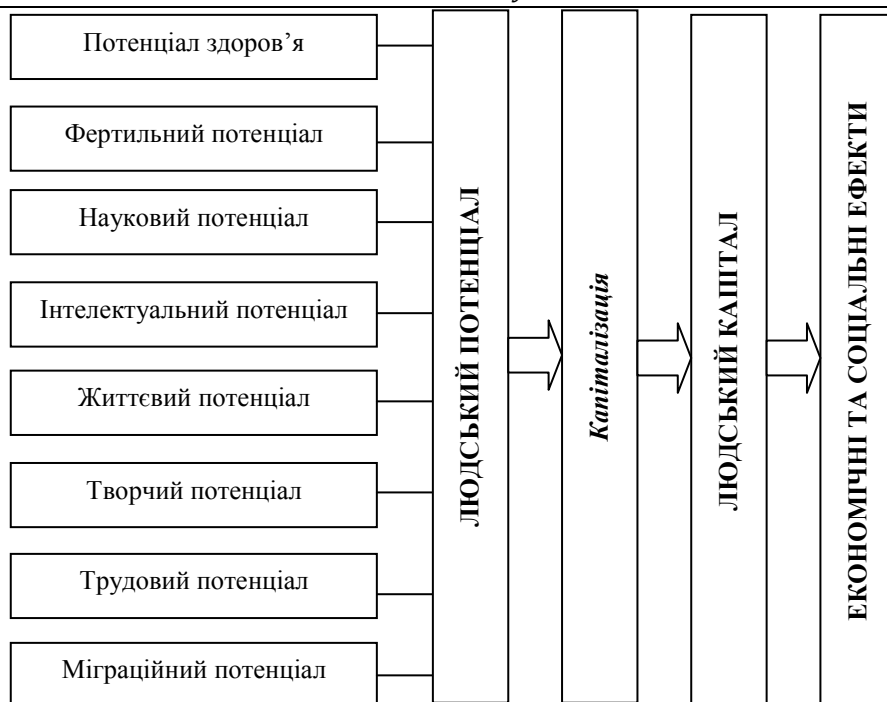 Потенціал здоров’я
Фертильний потенціал
Науковий потенціал
Інтелектуальний потенціал
Життєвий потенціал
Творчий потенціал
Трудовий потенціал
Міграційний потенціал
ЛЮДСЬКИЙ ПОТЕНЦІАЛ
Капіталізація
ЛЮДСЬКИЙ КАПІТАЛ
ЕКОНОМІЧНІ ТА СОЦІАЛЬНІ ЕФЕКТИ